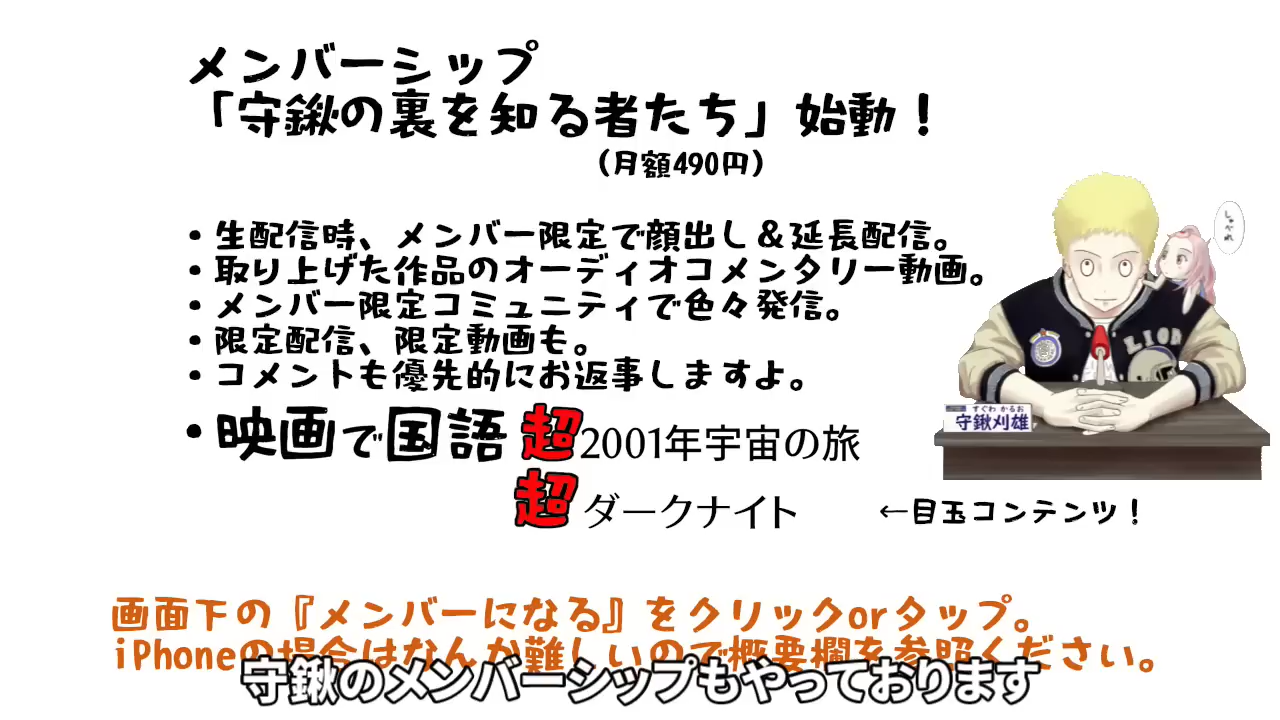 メンバーシップ
「守鍬の裏を知る者たち」始動！
（月額490円）
・生配信時、メンバー限定で顔出し＆延長配信。
・取り上げた作品のオーディオコメンタリー動画。
・メンバー限定コミュニティで色々発信。
・限定配信、限定動画も。
・コメントも優先的にお返事しますよ。
・映画で国語 超2001年宇宙の旅
超ダークナイト ←目玉コンテンツ！
しゃべれ
LION
すぐわ かるお
守鍬刈雄
画面下の『メンバーになる』をクリックorタップ。
iPhoneの場合はなんか難しいので概要欄を参照ください。
守鍬のメンバーシップもやっております